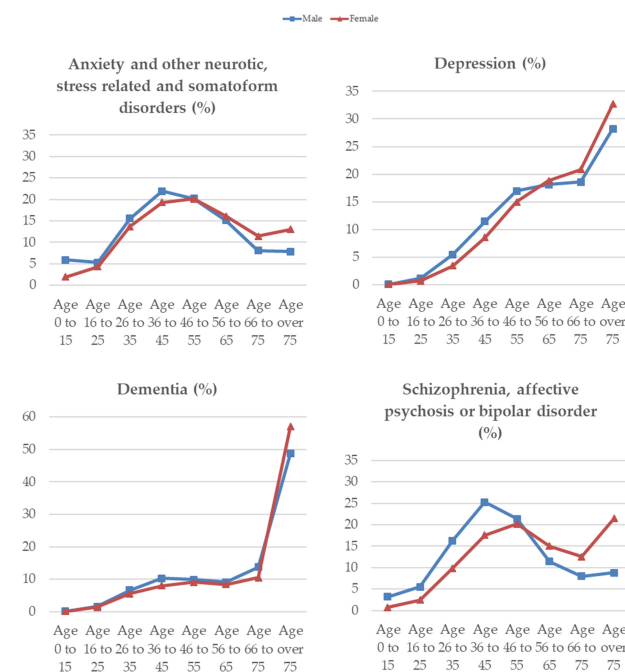 Male Female
Anxiety and other neurotic,
stress related and somatoform
disorders (%)
35
30
25
20
15
10
5
0
Age Age Age Age Age Age Age Age
0 to 16 to 26 to 36 to 46 to 56 to 66 to over
15 25 35 45 55 65 75 75
Depression (%)
35
30
25
20
15
10
5
0
Age Age Age Age Age Age Age Age
0 to 16 to 26 to 36 to 46 to 56 to 66 to over
15 25 35 45 55 65 75 75
Dementia (%)
60
50
40
30
20
10
0
Age Age Age Age Age Age Age Age
0 to 16 to 26 to 36 to 46 to 56 to 66 to over
15 25 35 45 55 65 75 75
Schizophrenia, affective
psychosis or bipolar disorder
(%)
35
30
25
20
15
10
5
0
Age Age Age Age Age Age Age Age
0 to 16 to 26 to 36 to 46 to 56 to 66 to over
15 25 35 45 55 65 75 75